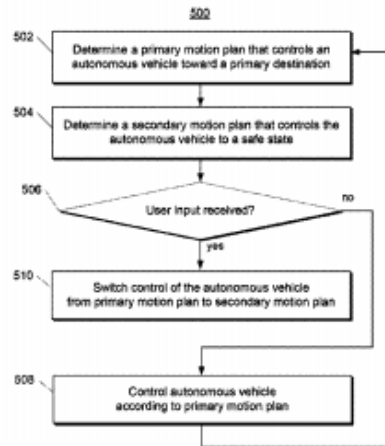 500
502
Determine a primary motion plan that controls an
autonomous vehicle toward a primary destination
504
Determine a secondary motion plan that controls the
autonomous vehicle to a safe state
506
User Input received?
no
yes
510
Switch control of the autonomous vehicle
from primary motion plan to secondary motion plan
508
Control autonomous vehicle
according to primary motion plan